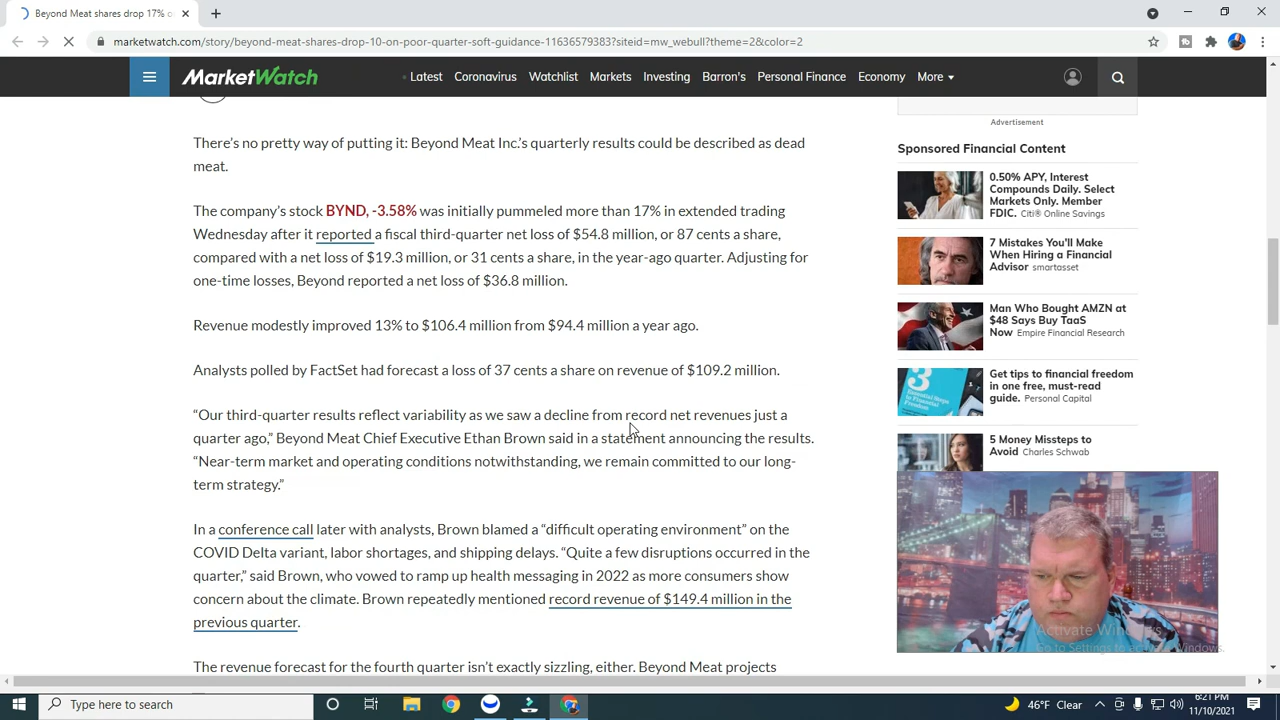 Beyond Meat shares drop 17% o
marketwatch.com/story/beyond-meat-shares-drop-10-on-poor-quarter-soft-guidance-11636579383?siteid=mw_webull?theme=2&color=2
MarketWatch
Latest Coronavirus Watchlist Markets Investing Barron's Personal Finance Economy More
There's no pretty way of putting it: Beyond Meat Inc.'s quarterly results could be described as dead
meat.
The company's stock BYND, -3.58% was initially pummeled more than 17% in extended trading
Wednesday after it reported a fiscal third-quarter net loss of $54.8 million, or 87 cents a share,
compared with a net loss of $19.3 million, or 31 cents a share, in the year-ago quarter. Adjusting for
one-time losses, Beyond reported a net loss of $36.8 million.
Revenue modestly improved 13% to $106.4 million from $94.4 million a year ago.
Analysts polled by FactSet had forecast a loss of 37 cents a share on revenue of $109.2 million.
“Our third-quarter results reflect variability as we saw a decline from record net revenues just a
quarter ago,” Beyond Meat Chief Executive Ethan Brown said in a statement announcing the results.
“Near-term market and operating conditions notwithstanding, we remain committed to our long-
term strategy.”
In a conference call later with analysts, Brown blamed a “difficult operating environment” on the
COVID Delta variant, labor shortages, and shipping delays. “Quite a few disruptions occurred in the
quarter,” said Brown, who vowed to ramp up health messaging in 2022 as more consumers show
concern about the climate. Brown repeatedly mentioned record revenue of $149.4 million in the
previous quarter.
The revenue forecast for the fourth quarter isn't exactly sizzling, either. Beyond Meat projects
Advertisement
Sponsored Financial Content
0.50% APY, Interest
Compounds Daily. Select
Markets Only. Member
FDIC. Citi® Online Savings
7 Mistakes You'll Make
When Hiring a Financial
Advisor smartasset
Man Who Bought AMZN at
$48 Says Buy TaaS
Now Empire Financial Research
3
Get tips to financial freedom
in one free, must-read
guide. Personal Capital
5 Money Missteps to
Avoid Charles Schwab
Activate Windows
Go to Settings to activate Windows.
Type here to search
46°F Clear
6:21 PM
11/10/2021